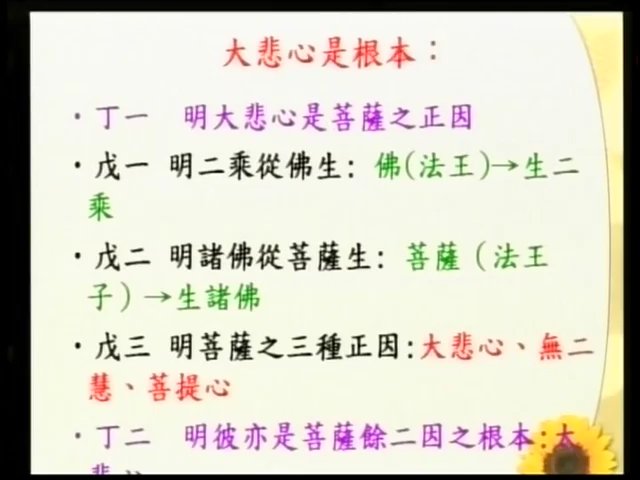 大悲心是根本：
· 丁一 明大悲心是菩薩之正因
· 戊一 明二乘從佛生: 佛(法王)→生二
乘
· 戊二 明諸佛從菩薩生: 菩薩（法王
子）→生諸佛
· 戊三 明菩薩之三種正因:大悲心、無二
慧、菩提心
· 丁二 明彼亦是菩薩餘二因之根本:大
悲心